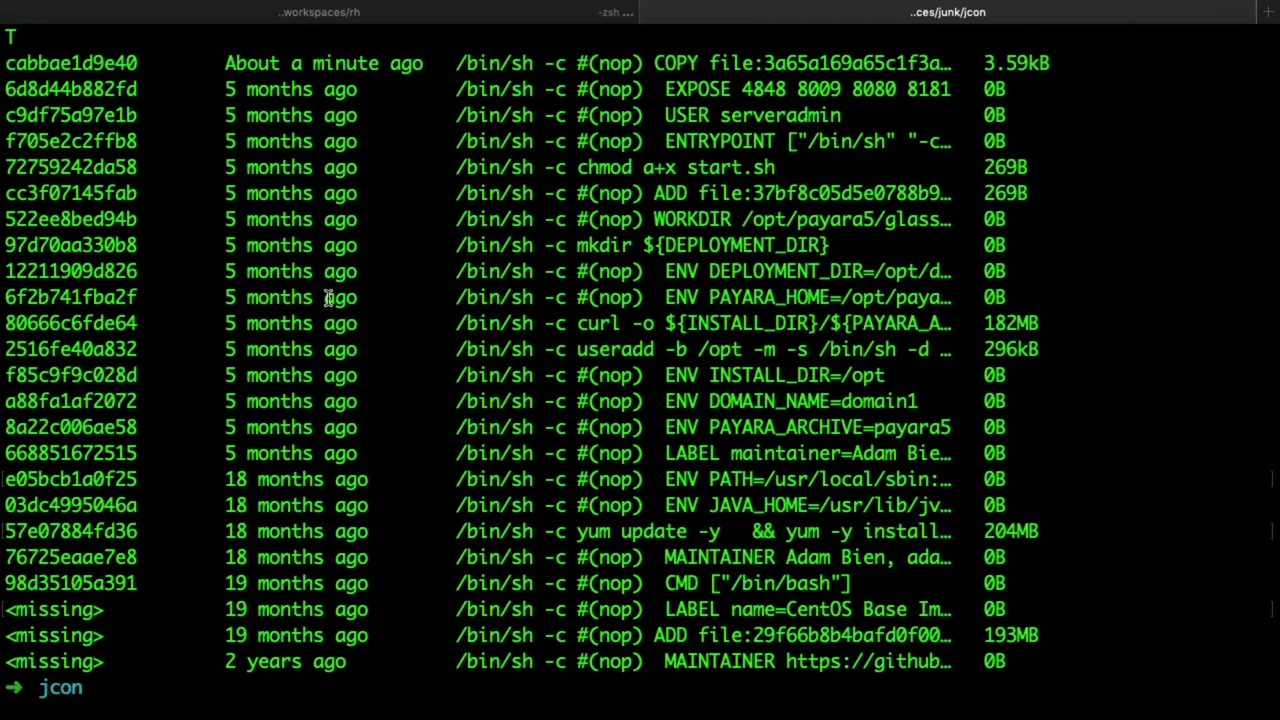 ..workspaces/rh -zsh ... ..ces/junk/jcon +
T
cabbae1d9e40 About a minute ago /bin/sh -c #(nop) COPY file:3a65a169a65c1f3a… 3.59kB
6d8d44b882fd 5 months ago /bin/sh -c #(nop) EXPOSE 4848 8009 8080 8181 0B
c9df75a97e1b 5 months ago /bin/sh -c #(nop) USER serveradmin 0B
f705e2c2ffb8 5 months ago /bin/sh -c #(nop) ENTRYPOINT ["/bin/sh" "-c… 0B
72759242da58 5 months ago /bin/sh -c chmod a+x start.sh 269B
cc3f07145fab 5 months ago /bin/sh -c #(nop) ADD file:37bf8c05d5e0788b9… 269B
522ee8bed94b 5 months ago /bin/sh -c #(nop) WORKDIR /opt/payara5/glass… 0B
97d70aa330b8 5 months ago /bin/sh -c mkdir ${DEPLOYMENT_DIR} 0B
12211909d826 5 months ago /bin/sh -c #(nop) ENV DEPLOYMENT_DIR=/opt/d… 0B
6f2b741fba2f 5 months ago /bin/sh -c #(nop) ENV PAYARA_HOME=/opt/paya… 0B
80666c6fde64 5 months ago /bin/sh -c curl -o ${INSTALL_DIR}/${PAYARA_A… 182MB
2516fe40a832 5 months ago /bin/sh -c useradd -b /opt -m -s /bin/sh -d … 296kB
f85c9f9c028d 5 months ago /bin/sh -c #(nop) ENV INSTALL_DIR=/opt 0B
a88fa1af2072 5 months ago /bin/sh -c #(nop) ENV DOMAIN_NAME=domain1 0B
8a22c006ae58 5 months ago /bin/sh -c #(nop) ENV PAYARA_ARCHIVE=payara5 0B
668851672515 5 months ago /bin/sh -c #(nop) LABEL maintainer=Adam Bie… 0B
e05bcb1a0f25 18 months ago /bin/sh -c #(nop) ENV PATH=/usr/local/sbin:… 0B
03dc4995046a 18 months ago /bin/sh -c #(nop) ENV JAVA_HOME=/usr/lib/jv… 0B
57e07884fd36 18 months ago /bin/sh -c yum update -y && yum -y install… 204MB
76725eaae7e8 18 months ago /bin/sh -c #(nop) MAINTAINER Adam Bien, ada… 0B
98d35105a391 19 months ago /bin/sh -c #(nop) CMD ["/bin/bash"] 0B
<missing> 19 months ago /bin/sh -c #(nop) LABEL name=CentOS Base Im… 0B
<missing> 19 months ago /bin/sh -c #(nop) ADD file:29f66b8b4bafd0f00… 193MB
<missing> 2 years ago /bin/sh -c #(nop) MAINTAINER https://github… 0B
➜ jcon